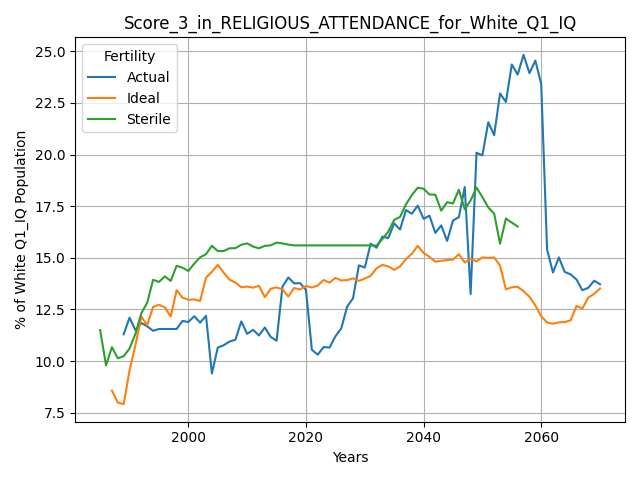 Score_3_in_RELIGIOUS_ATTENDANCE_for_White_Q1_IQ
Fertility
Actual
Ideal
Sterile
% of White Q1_IQ Population
25.0
22.5
20.0
17.5
15.0
12.5
10.0
7.5
2000 2020 2040 2060
Years